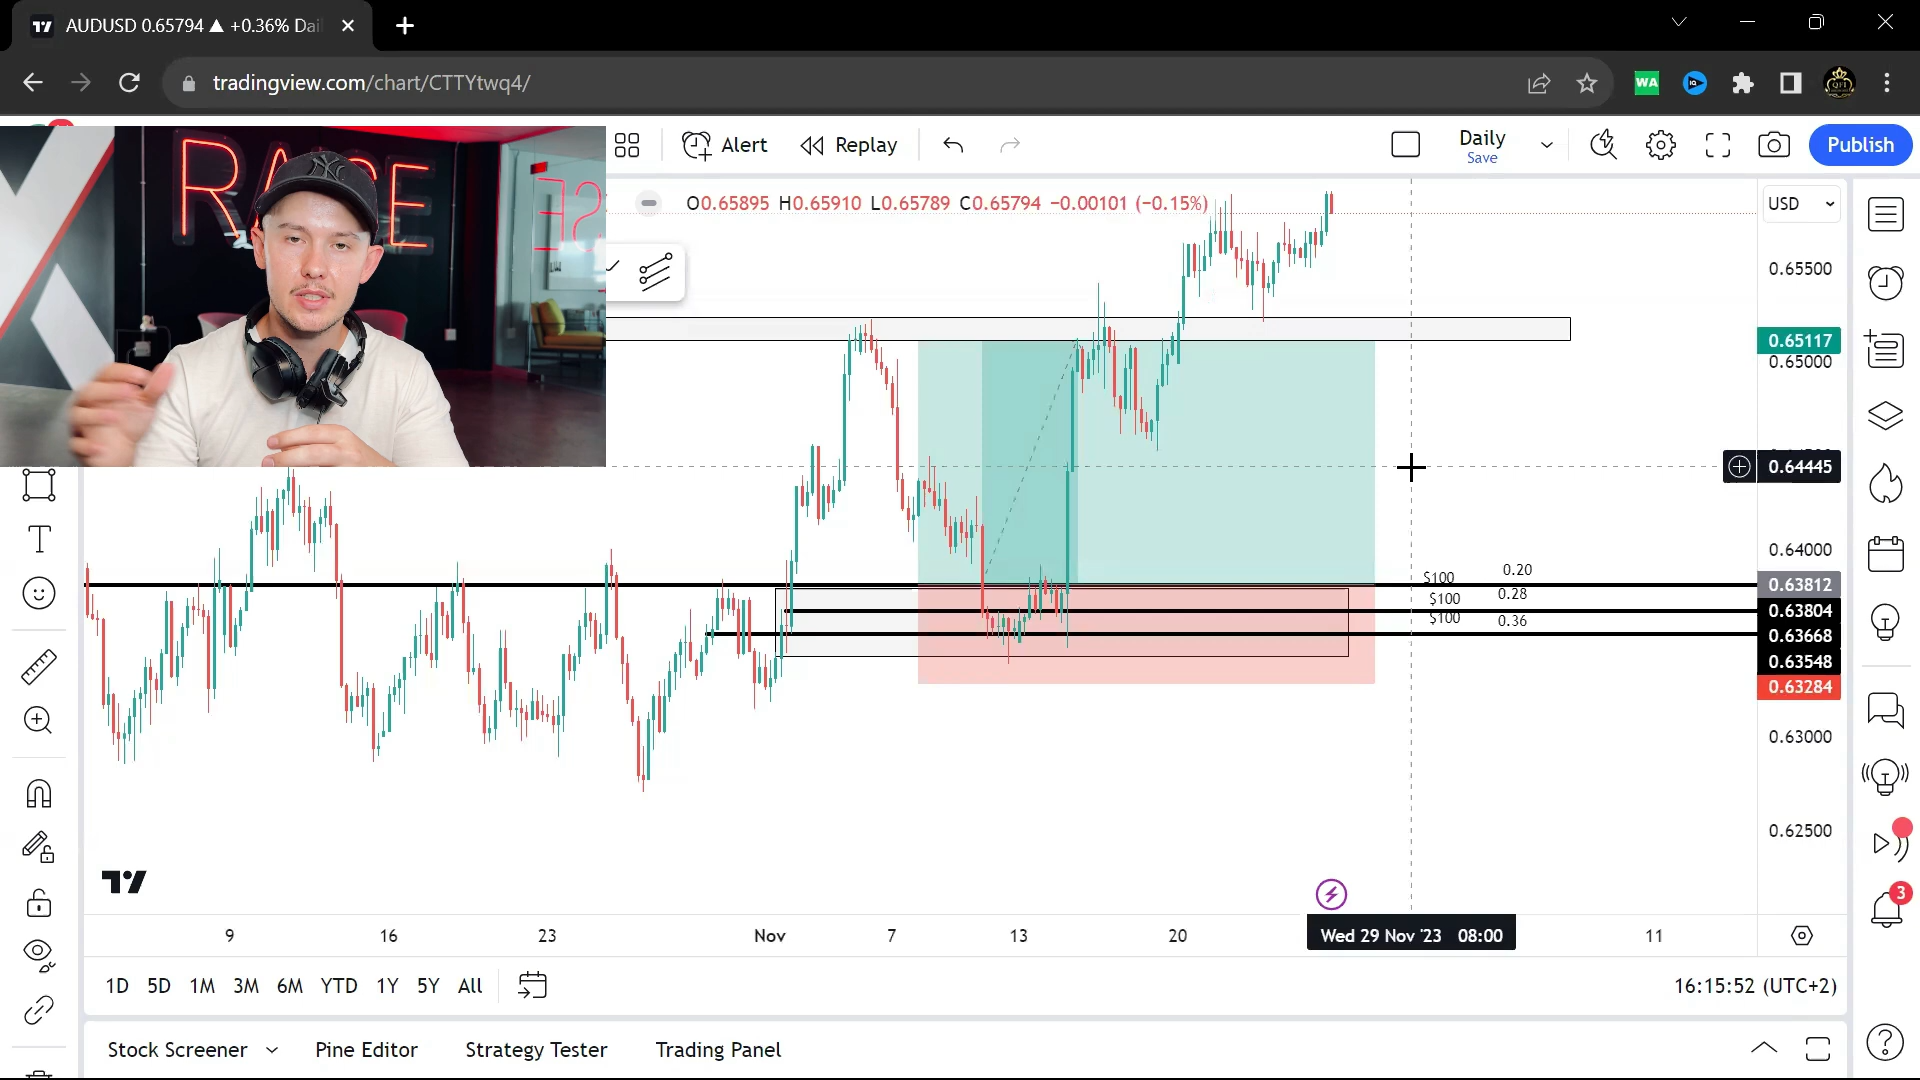 AUDUSD 0.65794 ▲ +0.36% Dai
tradingview.com/chart/CTTYtwq4/
WA
RAISE
Alert
Replay
Daily
Save
Publish
O0.65895 H0.65910 L0.65789 C0.65794 −0.00101 (−0.15%)
USD
0.65500
0.65117
0.65000
0.64445
0.64000
0.63812
0.63804
0.63668
0.63548
0.63284
0.63000
0.62500
$100 0.20
$100 0.28
$100 0.36
9 16 23 Nov 7 13 20 Wed 29 Nov '23 08:00 11
1D 5D 1M 3M 6M YTD 1Y 5Y All
16:15:52 (UTC+2)
3
Stock Screener Pine Editor Strategy Tester Trading Panel